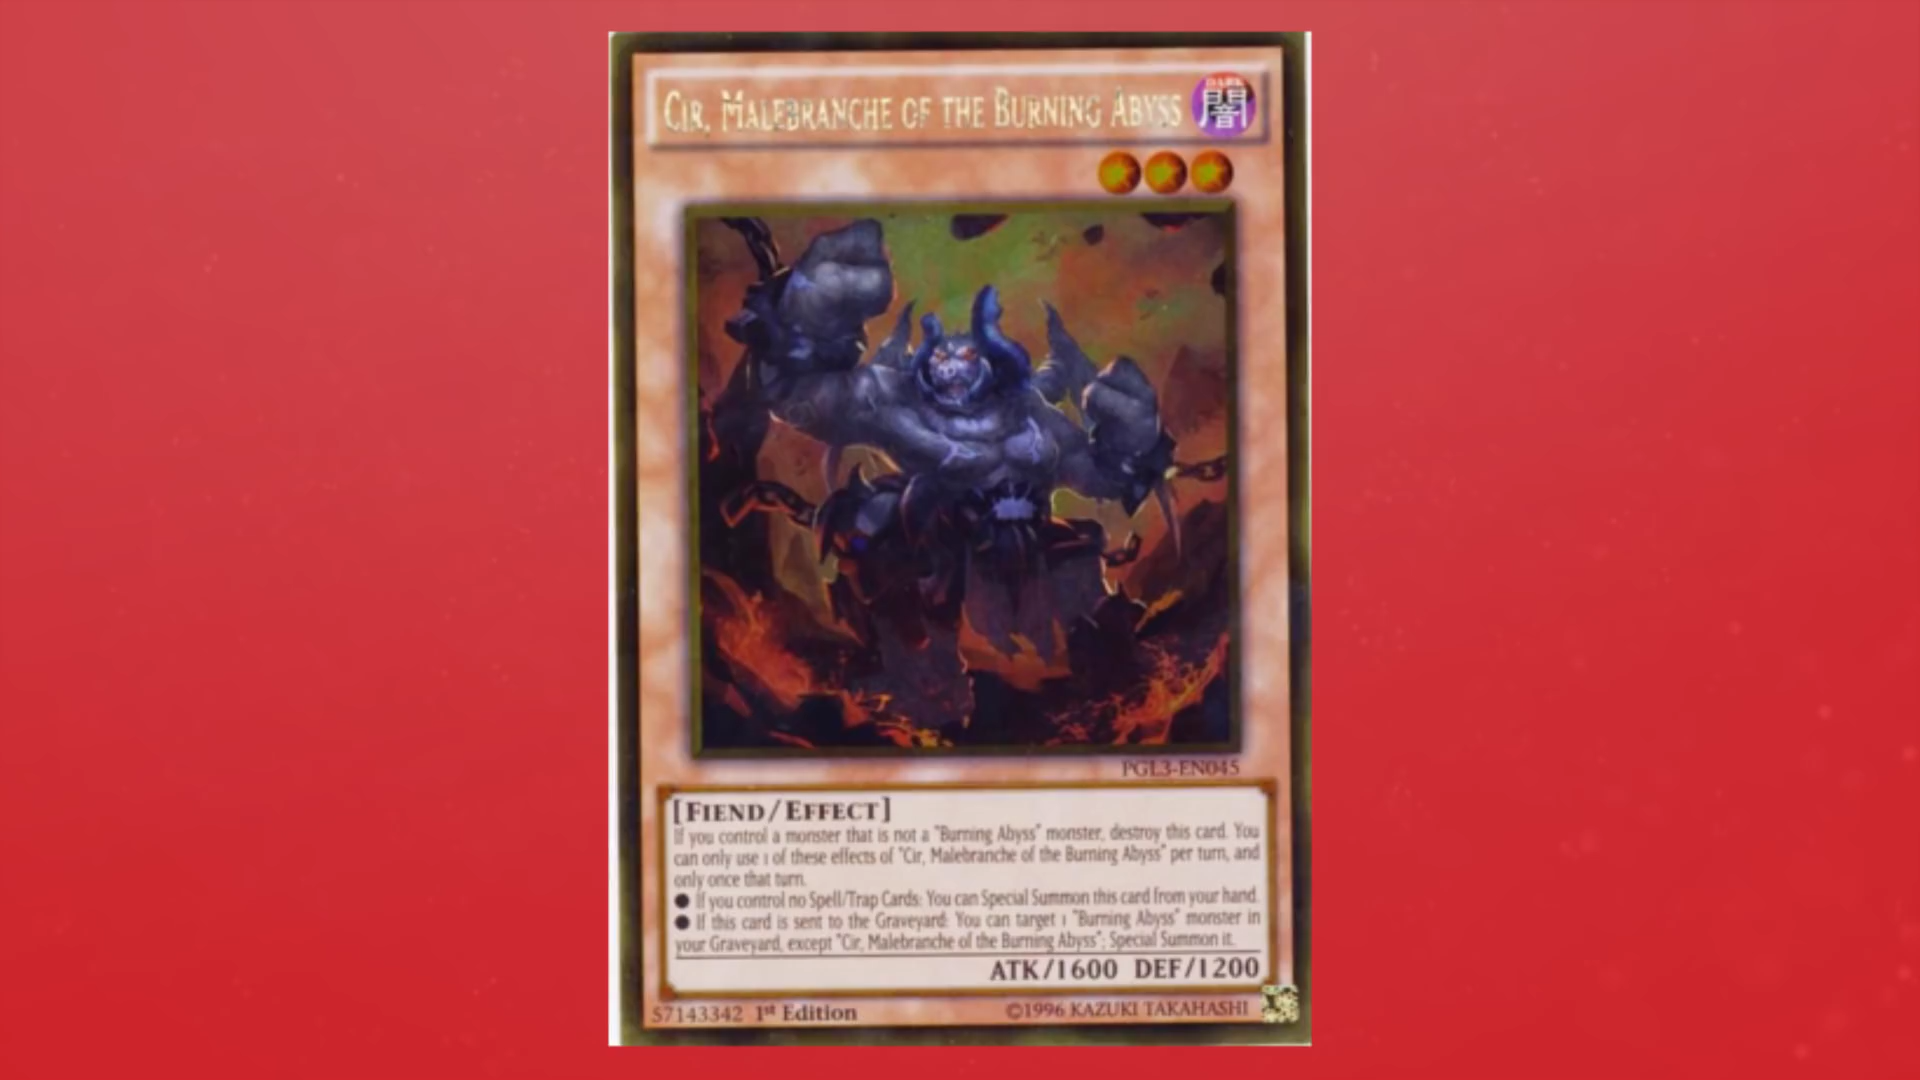 Cir, Malebranche of the Burning Abyss
DARK
闇
PGL3-EN045
[Fiend/Effect]
If you control a monster that is not a "Burning Abyss" monster, destroy this card. You
can only use 1 of these effects of "Cir, Malebranche of the Burning Abyss" per turn, and
only once that turn.
● If you control no Spell/Trap Cards: You can Special Summon this card from your hand.
● If this card is sent to the Graveyard: You can target 1 "Burning Abyss" monster in
your Graveyard, except "Cir, Malebranche of the Burning Abyss"; Special Summon it.
ATK/1600 DEF/1200
57143342 1st Edition
©1996 KAZUKI TAKAHASHI